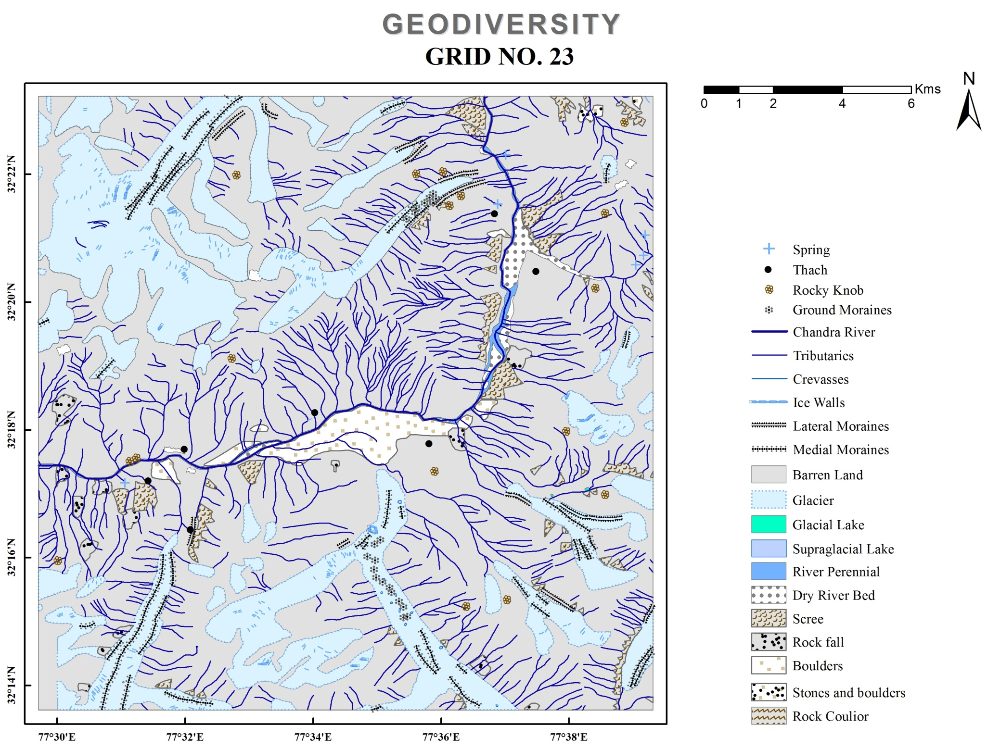 GEODIVERSITY
GRID NO. 23
N
Kms
0 1 2 4 6
32°22'N
32°20'N
32°18'N
32°16'N
32°14'N
77°30'E 77°32'E 77°34'E 77°36'E 77°38'E
Spring
Thach
Rocky Knob
Ground Moraines
Chandra River
Tributaries
Crevasses
Ice Walls
Lateral Moraines
Medial Moraines
Barren Land
Glacier
Glacial Lake
Supraglacial Lake
River Perennial
Dry River Bed
Scree
Rock fall
Boulders
Stones and boulders
Rock Coulior